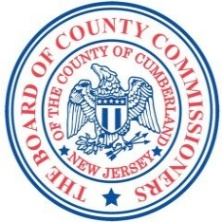 THE BOARD OF COUNTY COMMISSIONERS
OF THE COUNTY OF CUMBERLAND
NEW JERSEY